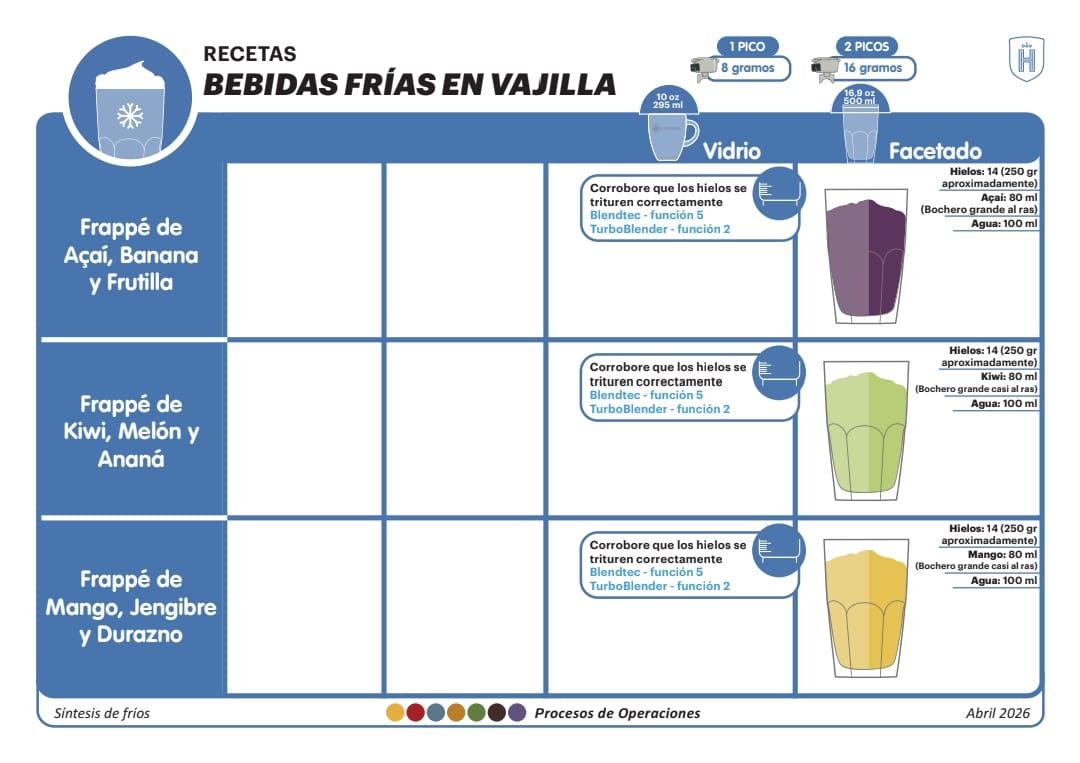 RECETAS
BEBIDAS FRÍAS EN VAJILLA
1 PICO
8 gramos
2 PICOS
16 gramos
H
10 oz
295 ml
Vidrio
16,9 oz
500 ml
Facetado
Frappé de
Açaí, Banana
y Frutilla
Corrobore que los hielos se
trituren correctamente
Blendtec - función 5
TurboBlender - función 2
Hielos: 14 (250 gr
aproximadamente)
Açaí: 80 ml
(Bochero grande al ras)
Agua: 100 ml
Frappé de
Kiwi, Melón y
Ananá
Corrobore que los hielos se
trituren correctamente
Blendtec - función 5
TurboBlender - función 2
Hielos: 14 (250 gr
aproximadamente)
Kiwi: 80 ml
(Bochero grande casi al ras)
Agua: 100 ml
Frappé de
Mango, Jengibre
y Durazno
Corrobore que los hielos se
trituren correctamente
Blendtec - función 5
TurboBlender - función 2
Hielos: 14 (250 gr
aproximadamente)
Mango: 80 ml
(Bochero grande casi al ras)
Agua: 100 ml
Síntesis de fríos
Procesos de Operaciones
Abril 2026